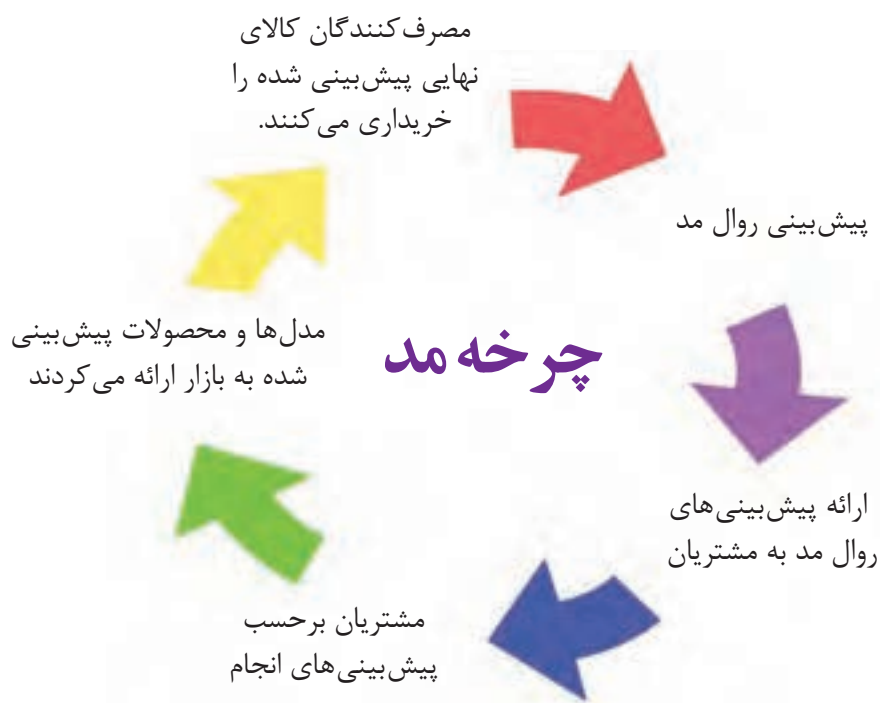 مصرف‌کنندگان کالای
نهایی پیش‌بینی شده را
خریداری می‌کنند.
پیش‌بینی روال مد
چرخه مد
مدل‌ها و محصولات پیش‌بینی
شده به بازار ارائه می‌کردند
ارائه پیش‌بینی‌های
روال مد به مشتریان
مشتریان برحسب
پیش‌بینی‌های انجام